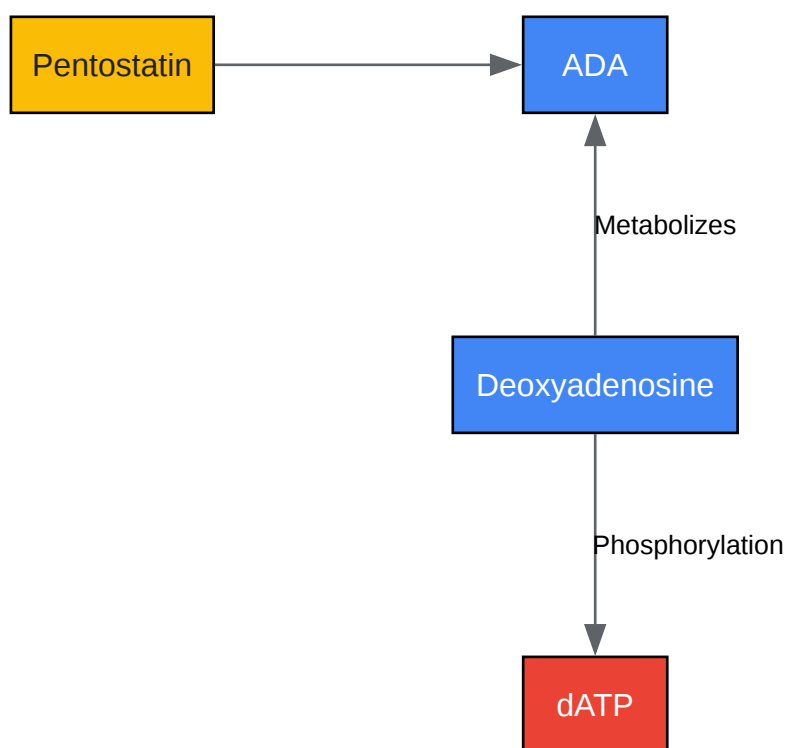 Pentostatin
ADA
Metabolizes
Deoxyadenosine
Phosphorylation
dATP